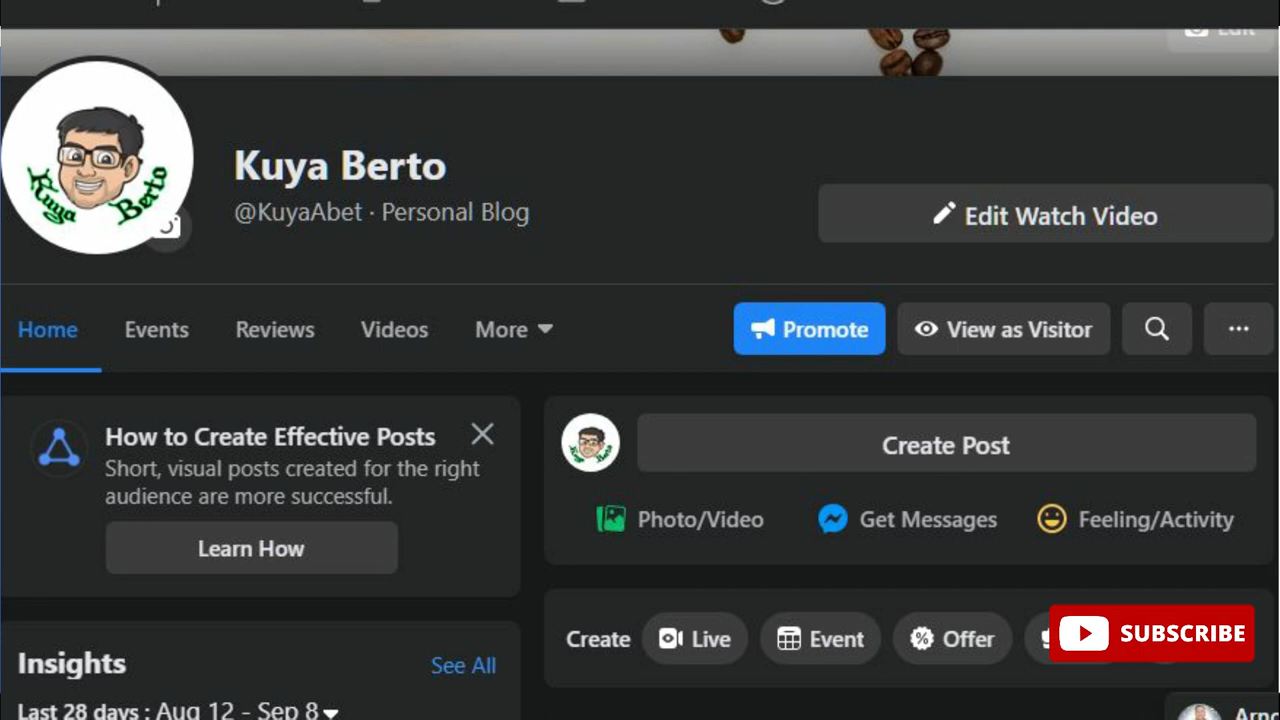 Edit
Kuya Berto
Kuya Berto
@KuyaAbet · Personal Blog
Edit Watch Video
Home Events Reviews Videos More
Promote View as Visitor ...
How to Create Effective Posts
Short, visual posts created for the right
audience are more successful.
Learn How
Create Post
Kuya Berto
Photo/Video Get Messages Feeling/Activity
Create Live Event Offer
SUBSCRIBE
Insights See All
Last 28 days : Aug 12 - Sep 8